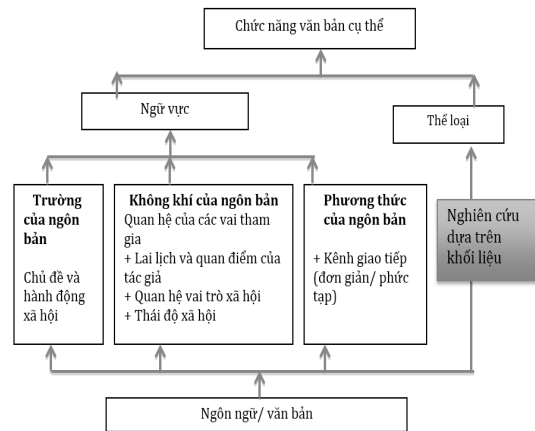 Chức năng văn bản cụ thể
Ngữ vực
Thể loại
Trường
của ngôn
bản
Chủ đề và
hành động
xã hội
Không khí của ngôn bản
Quan hệ của các vai tham
gia
+ Lai lịch và quan điểm của
tác giả
+ Quan hệ vai trò xã hội
+ Thái độ xã hội
Phương thức
của ngôn bản
+ Kênh giao tiếp
(đơn giản/ phức
tạp)
Nghiên cứu
dựa trên
khối liệu
Ngôn ngữ/ văn bản